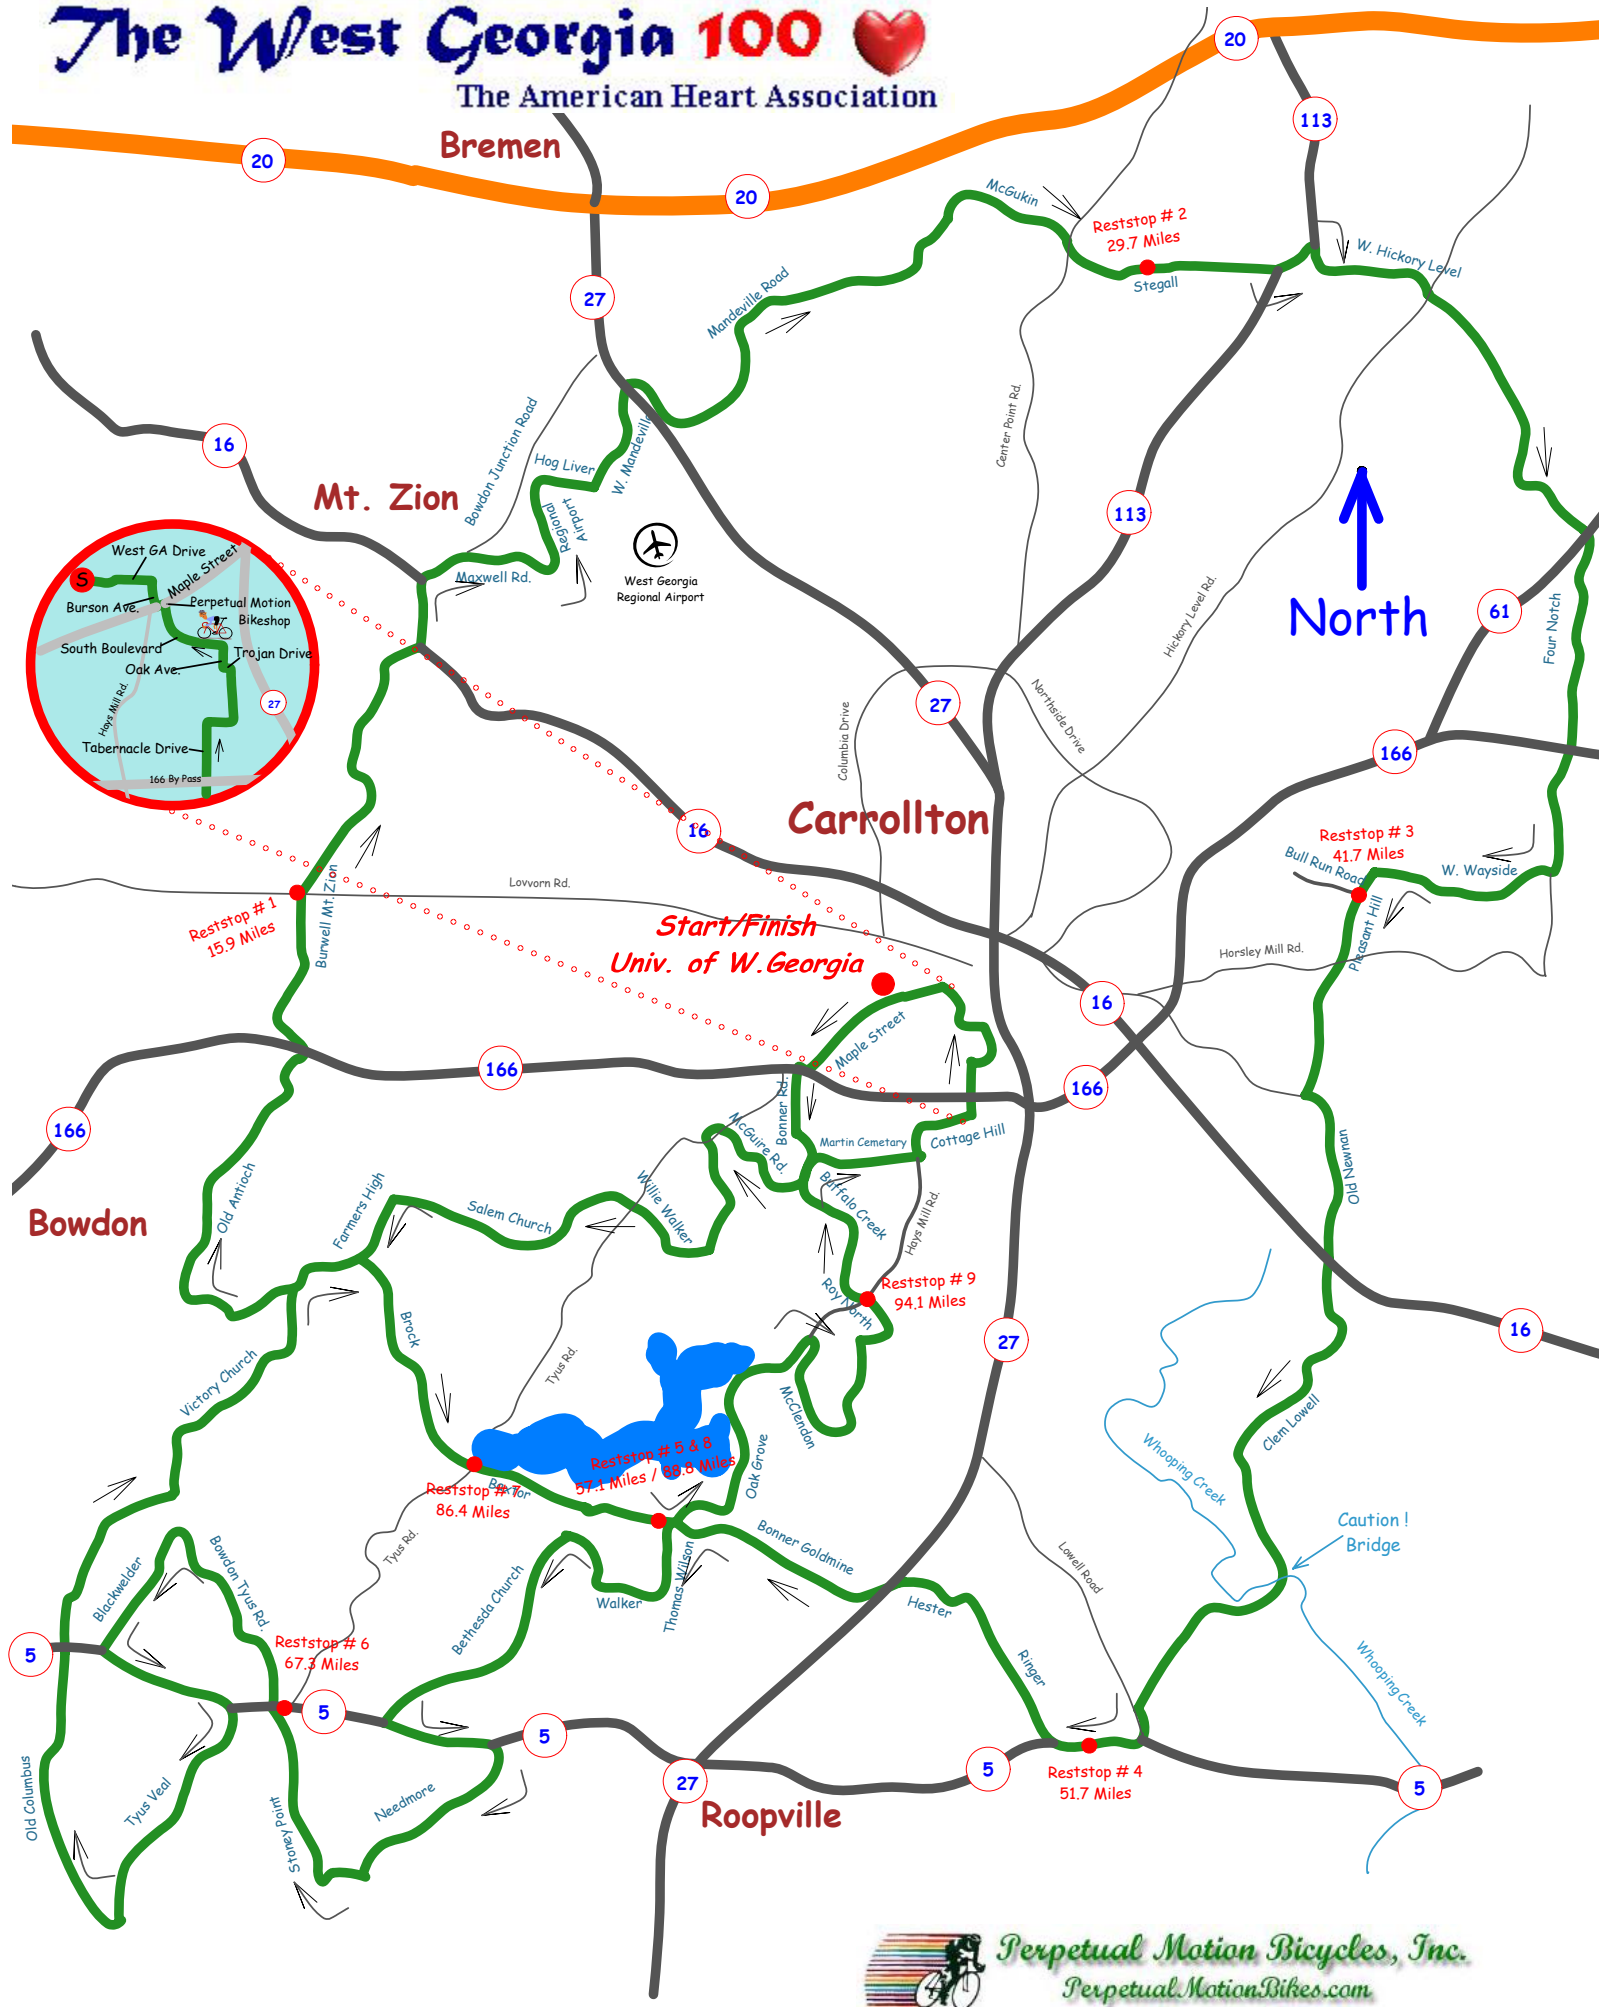 The West Georgia 100
The American Heart Association
Bremen
20
20
20
113
McGukin
Reststop # 2
29.7 Miles
Stegall
W. Hickory Level
27
Mandeville Road
16
Mt. Zion
Bowdon Junction Road
Hog Liver
W. Mandeville
Regional
Airport
Maxwell Rd.
West Georgia
Regional Airport
Center Point Rd.
113
North
Hickory Level Rd.
61
Four Notch
West GA Drive
Maple Street
S
Burson Ave.
Perpetual Motion
Bikeshop
South Boulevard
Trojan Drive
Oak Ave.
Hays Mill Rd.
27
Tabernacle Drive
166 By Pass
27
Columbia Drive
Northside Drive
166
16
Carrollton
Reststop # 3
41.7 Miles
Bull Run Road
W. Wayside
Pleasant Hill
Lovvorn Rd.
Reststop # 1
15.9 Miles
Burwell Mt.Zion
Start/Finish
Univ. of W.Georgia
Horsley Mill Rd.
16
Maple Street
166
166
166
Bonner Rd.
McGuire Rd.
Martin Cemetary
Cottage Hill
Old Newnan
Bowdon
Old Antioch
Farmers High
Salem Church
Willie Walker
Buffalo Creek
Hays Mill Rd.
Reststop # 9
94.1 Miles
Roy North
27
16
Brock
Tyus Rd.
Victory Church
McClendon
Clem Lowell
Whooping Creek
Reststop # 5 & 8
57.1 Miles / 88.8 Miles
Oak Grove
Baxtor
Reststop # 7
86.4 Miles
Tyus Rd.
Bonner Goldmine
Caution !
Bridge
Blackwelder
Bowdon Tyus Rd.
Bethesda Church
Walker
Thomas Wilson
Hester
Lowell Road
5
Reststop # 6
67.3 Miles
5
5
Ringer
Whooping Creek
5
5
Reststop # 4
51.7 Miles
27
Roopville
Old Columbus
Tyus Veal
Stoney Point
Needmore
Perpetual Motion Bicycles, Inc.
PerpetualMotionBikes.com